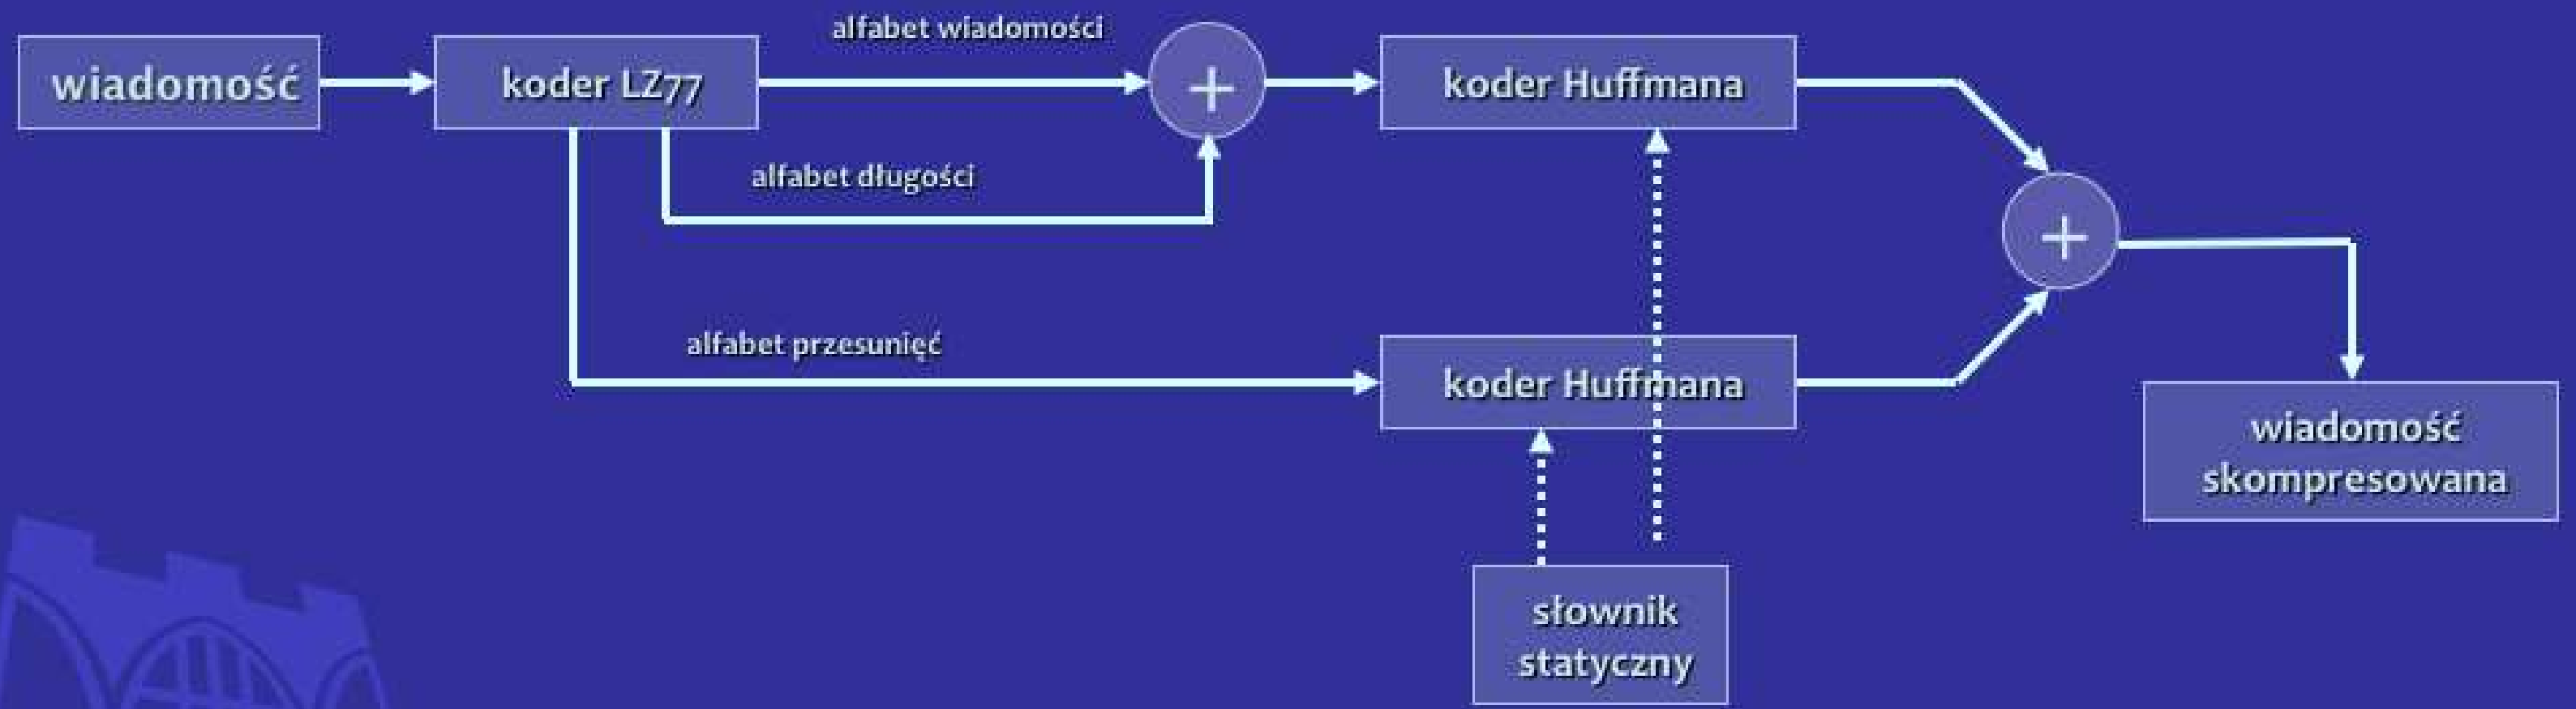 alfabet wiadomości
wiadomość
koder LZ77
+
koder Huffmana
alfabet długości
+
alfabet przesunięć
koder Huffmana
wiadomość
skompresowana
słownik
statyczny